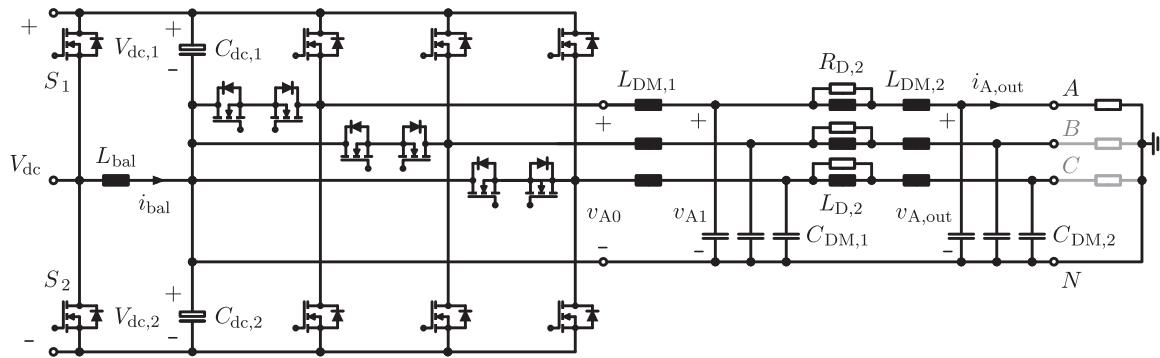 +
+
V_dc,1
C_dc,1
-
S_1
L_DM,1
R_D,2
L_DM,2
i_A,out
A
+
+
+
B
V_dc
L_bal
C
i_bal
v_A0
v_A1
L_D,2
v_A,out
C_DM,1
C_DM,2
-
-
-
N
S_2
+
V_dc,2
C_dc,2
-
-